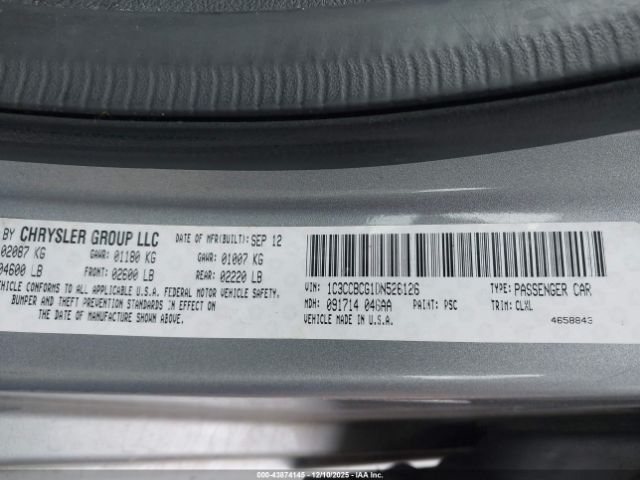 BY CHRYSLER GROUP LLC DATE OF MFR(BUILT): SEP 12
02087 KG GAWR: 01180 KG GAWR: 01007 KG
04600 LB FRONT: 02600 LB REAR: 02220 LB
VEHICLE CONFORMS TO ALL APPLICABLE U.S.A. FEDERAL MOTOR VEHICLE SAFETY,
BUMPER AND THEFT PREVENTION STANDARDS IN EFFECT ON
THE DATE OF MANUFACTURE SHOWN ABOVE.
VIN: 1C3CCBCG1DN526126 TYPE: PASSENGER CAR
MDH: 091714 046AA PAINT: PSC TRIM: CLXL
VEHICLE MADE IN U.S.A. 4658843
000-43874145 - 12/10/2025 - IAAI.COM